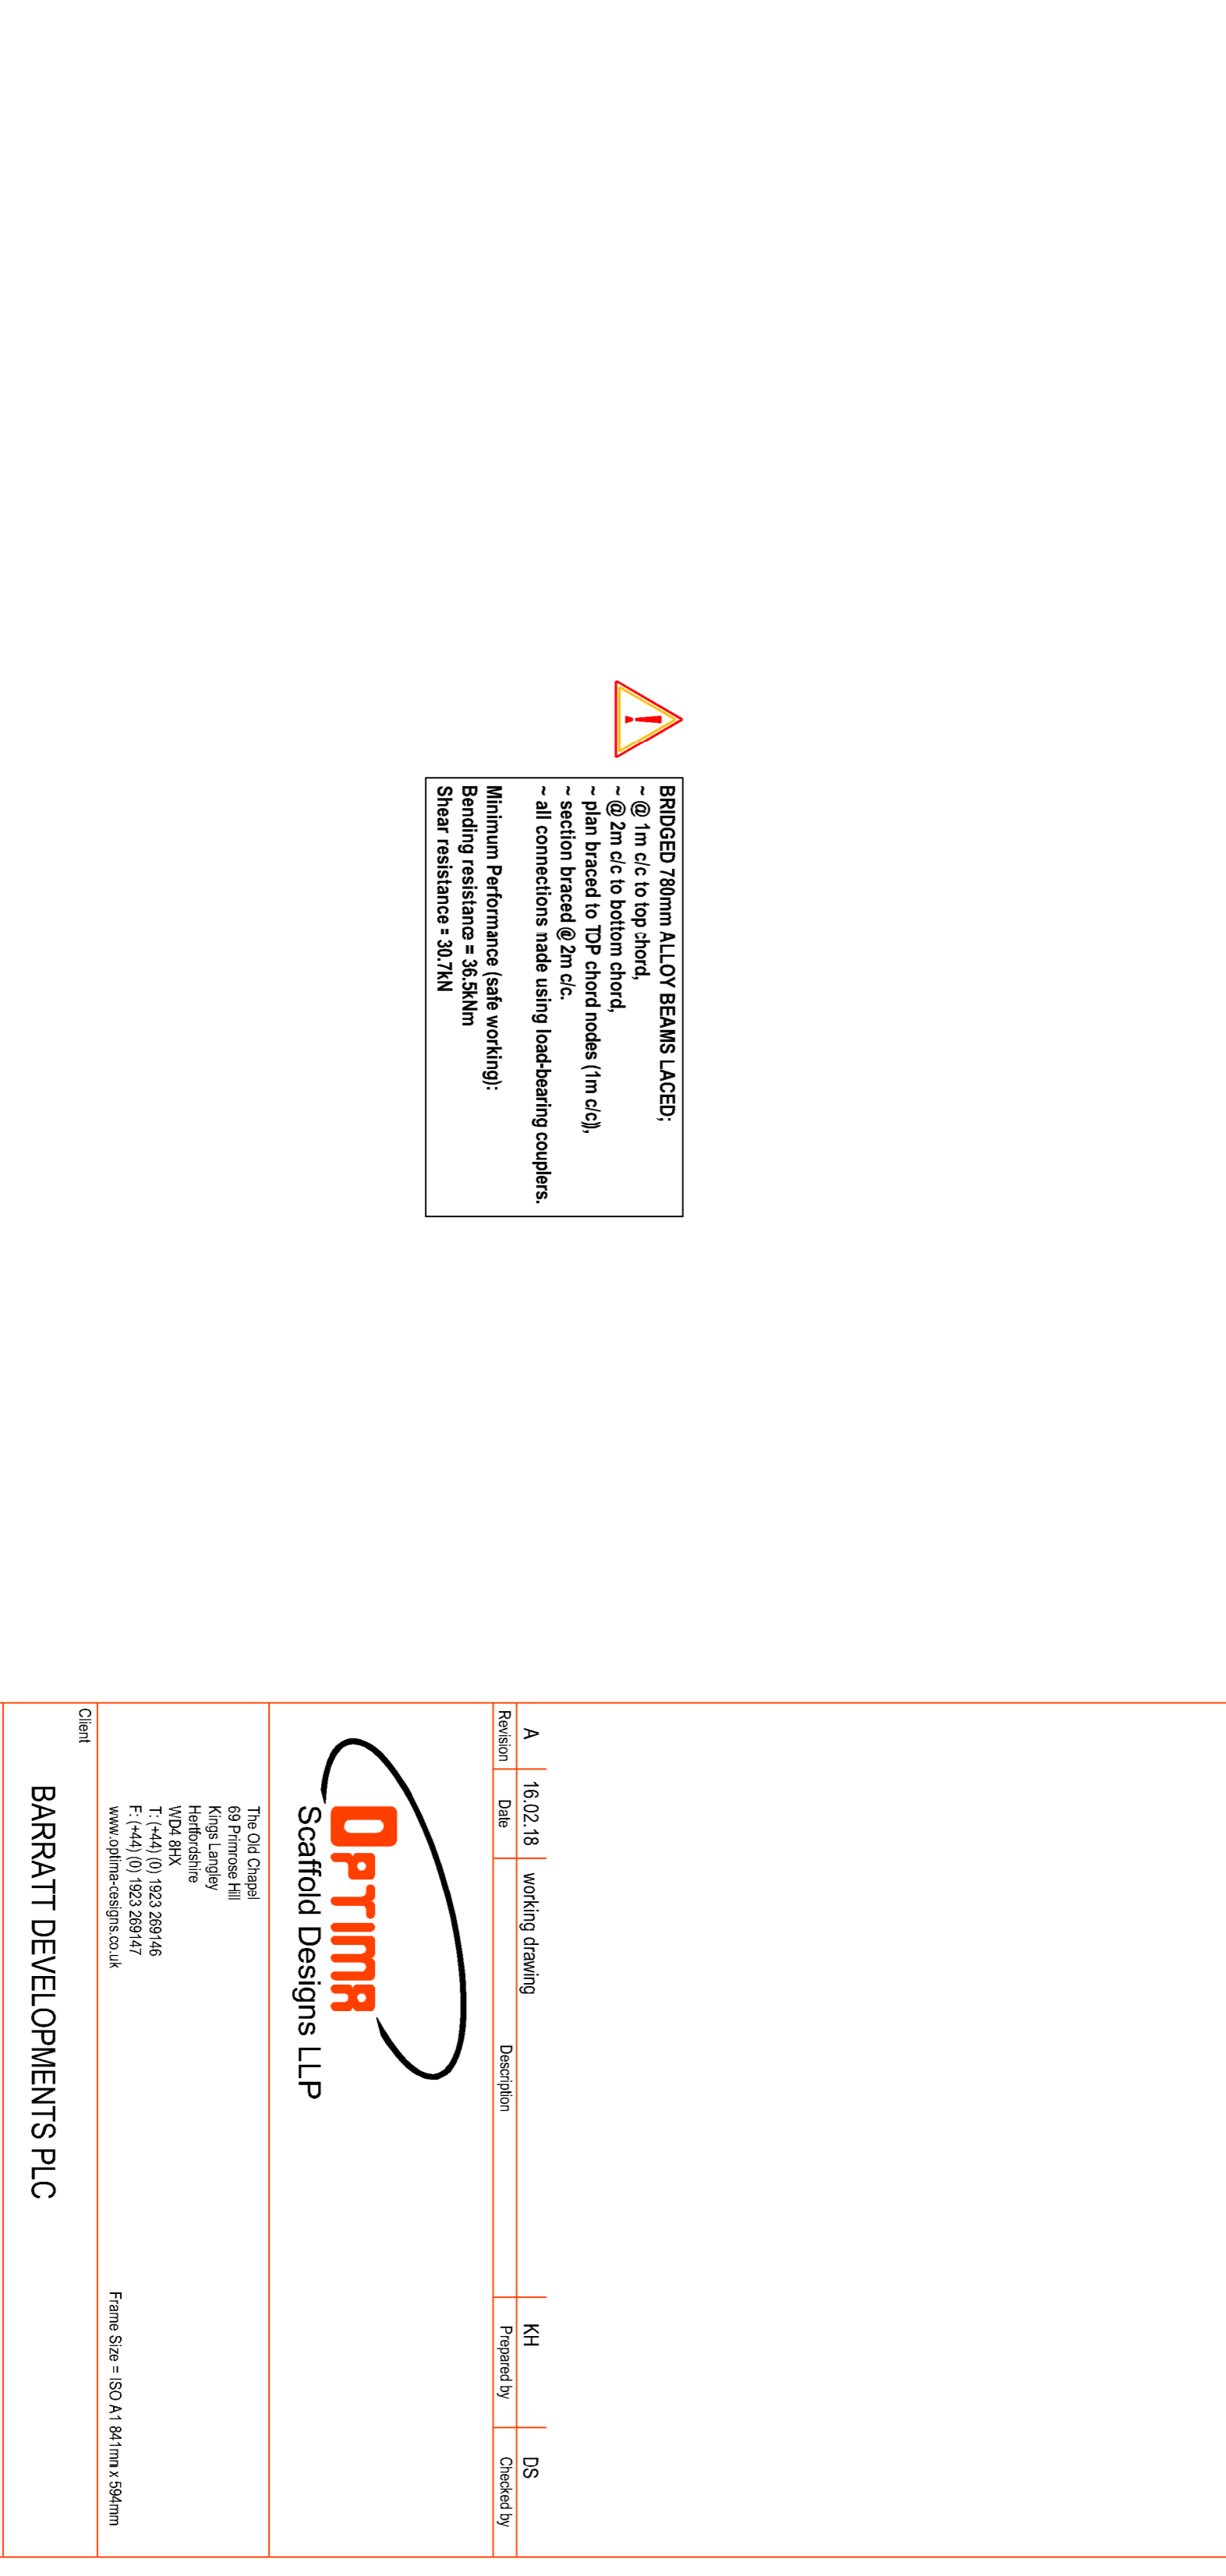 BRIDGED 780mm ALLOY BEAMS LACED;
~ @ 1m c/c to top chord,
~ @ 2m c/c to bottom chord,
~ plan braced to TOP chord nodes (1m c/c)),
~ section braced @ 2m c/c.
~ all connections made using load-bearing couplers.
Minimum Performance (safe working):
Bending resistance = 36.5kNm
Shear resistance = 30.7kN
A 16.02.18 working drawing KH DS
Revision Date Description Prepared by Checked by
OPTIMA
Scaffold Designs LLP
The Old Chapel
69 Primrose Hill
Kings Langley
Hertfordshire
WD4 8HX
T: (+44) (0) 1923 269146
F: (+44) (0) 1923 269147
www.optima-cesigns.co.uk
Frame Size = ISO A1 841mm x 594mm
Client
BARRATT DEVELOPMENTS PLC